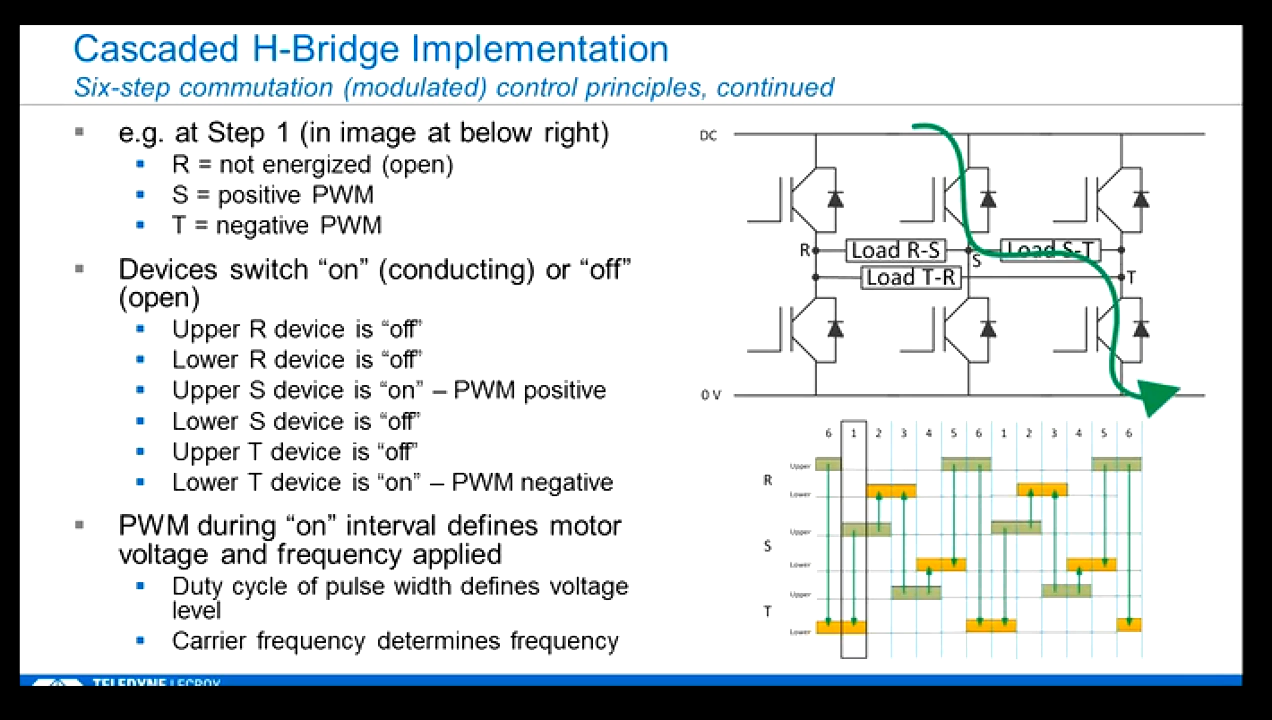 Cascaded H-Bridge Implementation
Six-step commutation (modulated) control principles, continued
e.g. at Step 1 (in image at below right)
R = not energized (open)
S = positive PWM
T = negative PWM
Devices switch “on” (conducting) or “off”
(open)
Upper R device is “off”
Lower R device is “off”
Upper S device is “on” – PWM positive
Lower S device is “off”
Upper T device is “off”
Lower T device is “on” – PWM negative
PWM during “on” interval defines motor
voltage and frequency applied
Duty cycle of pulse width defines voltage
level
Carrier frequency determines frequency
DC
R
Load R-S
S
Load S-T
Load T-R
T
0 V
6 1 2 3 4 5 6 1 2 3 4 5 6
Upper
R
Lower
Upper
S
Lower
Upper
T
Lower
TELEDYNE LECROY